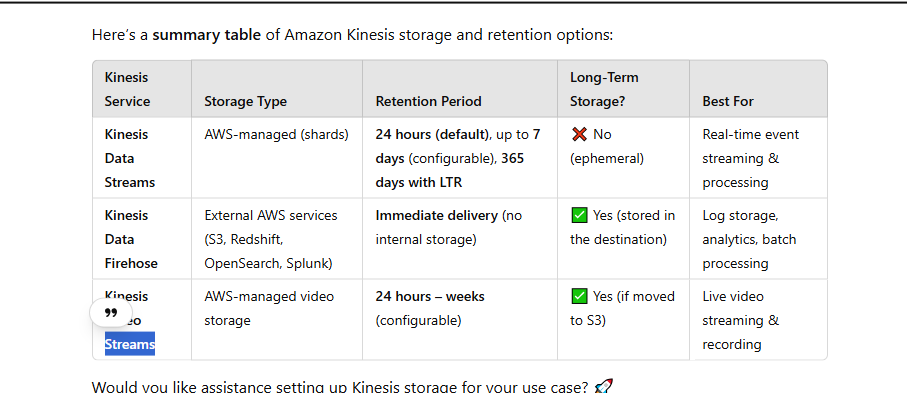 Here's a summary table of Amazon Kinesis storage and retention options:
Kinesis Service | Storage Type | Retention Period | Long-Term Storage? | Best For
Kinesis Data Streams | AWS-managed (shards) | 24 hours (default), up to 7 days (configurable), 365 days with LTR | ❌ No (ephemeral) | Real-time event streaming & processing
Kinesis Data Firehose | External AWS services (S3, Redshift, OpenSearch, Splunk) | Immediate delivery (no internal storage) | ✅ Yes (stored in the destination) | Log storage, analytics, batch processing
Kinesis Streams | AWS-managed video storage | 24 hours – weeks (configurable) | ✅ Yes (if moved to S3) | Live video streaming & recording
Would you like assistance setting up Kinesis storage for your use case? 🚀